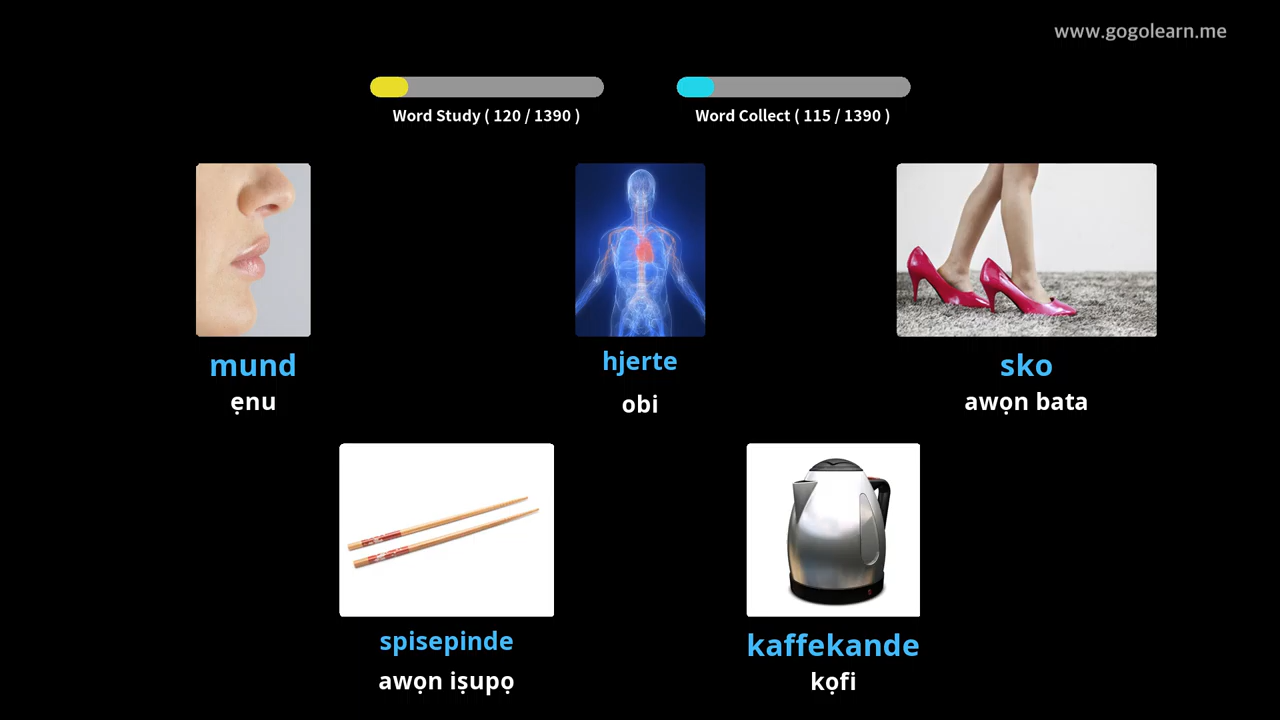 www.gogolearn.me
Word Study ( 120 / 1390 )
Word Collect ( 115 / 1390 )
mund
ẹnu
hjerte
obi
sko
awọn bata
spisepinde
awọn iṣupọ
kaffekande
kọfi